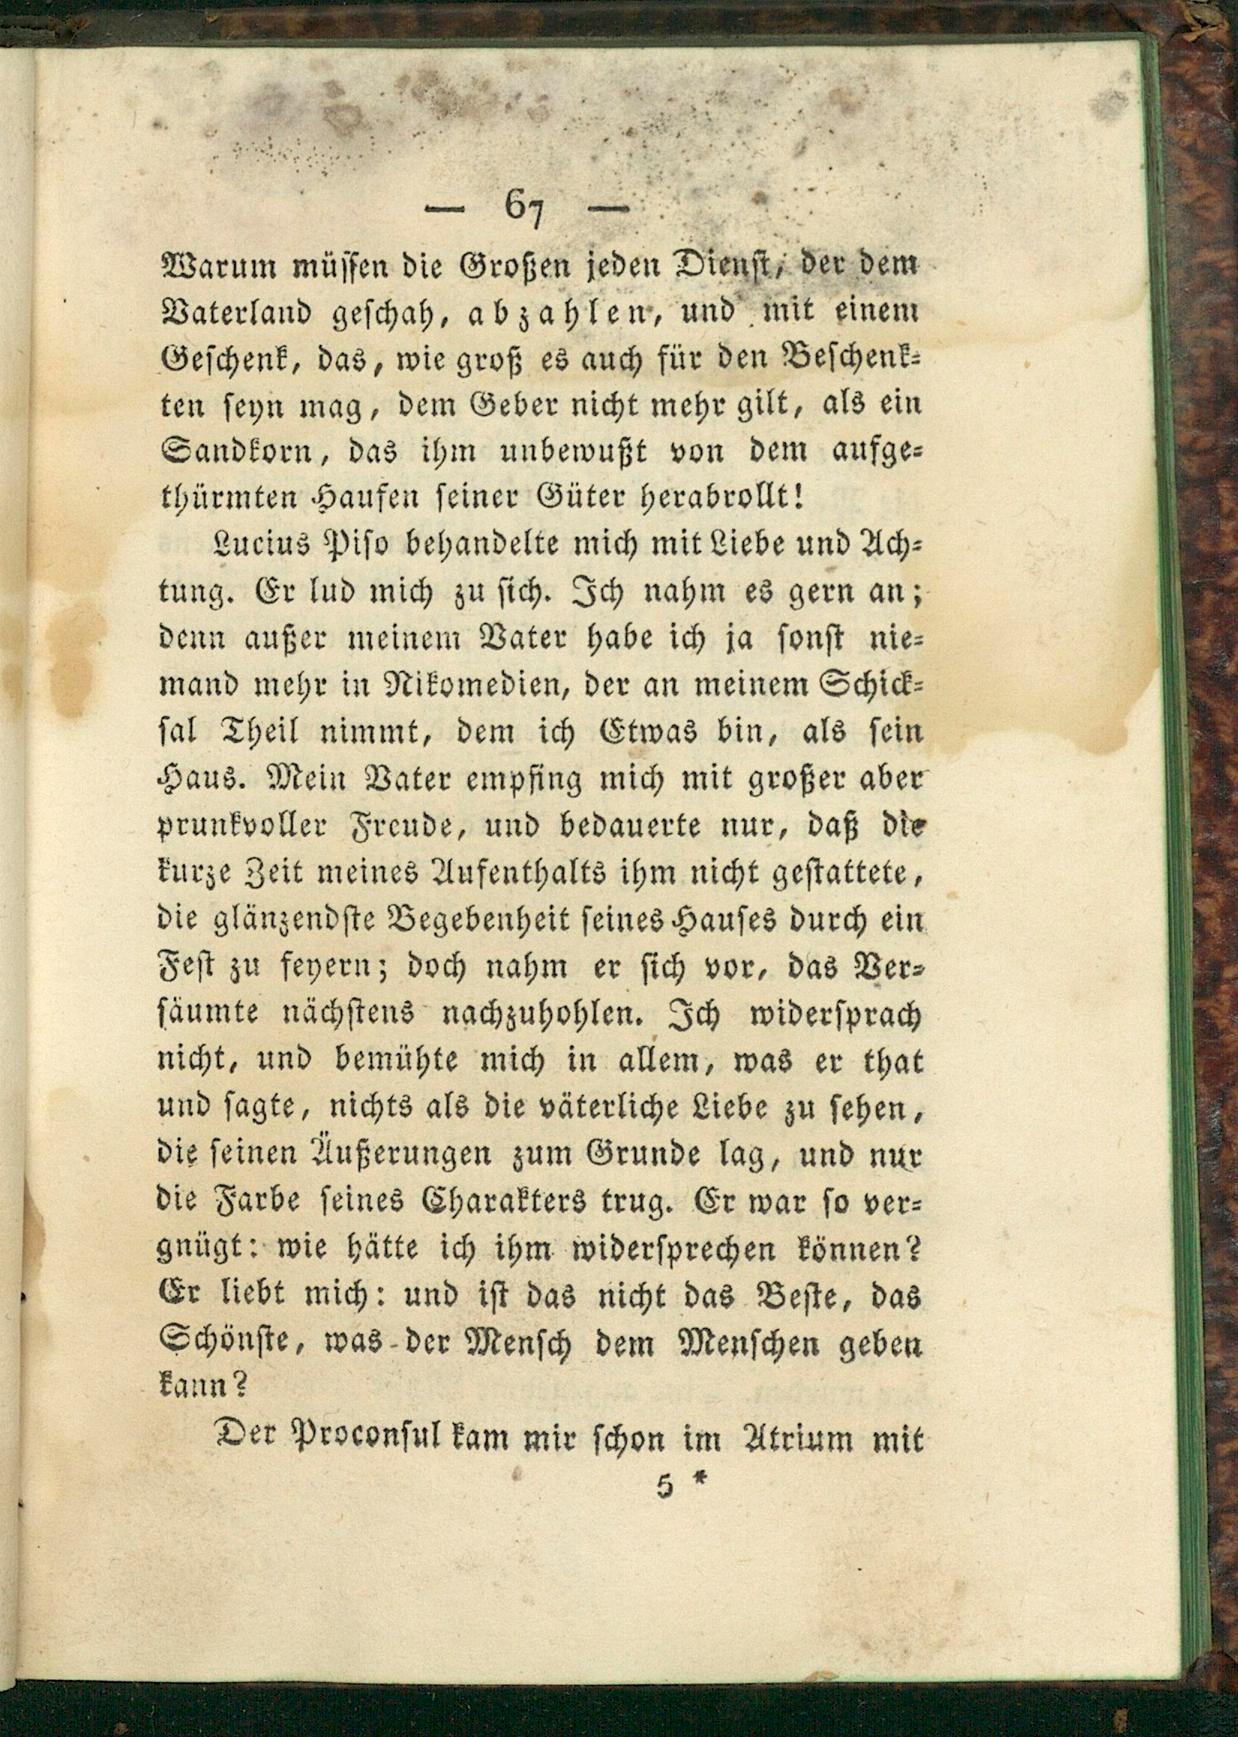 — 67 —
Warum müssen die Großen jeden Dienst, der dem
Vaterland geschah, abzahlen, und mit einem
Geschenk, das, wie groß es auch für den Beschenk-
ten seyn mag, dem Geber nicht mehr gilt, als ein
Sandkorn, das ihm unbewußt von dem aufge-
thürmten Haufen seiner Güter herabrollt!
Lucius Piso behandelte mich mit Liebe und Ach-
tung. Er lud mich zu sich. Ich nahm es gern an;
denn außer meinem Vater habe ich ja sonst nie-
mand mehr in Nikomedien, der an meinem Schick-
sal Theil nimmt, dem ich Etwas bin, als sein
Haus. Mein Vater empfing mich mit großer aber
prunkvoller Freude, und bedauerte nur, daß die
kurze Zeit meines Aufenthalts ihm nicht gestattete,
die glänzendste Begebenheit seines Hauses durch ein
Fest zu feyern; doch nahm er sich vor, das Ver-
säumte nächstens nachzuhohlen. Ich widersprach
nicht, und bemühte mich in allem, was er that
und sagte, nichts als die väterliche Liebe zu sehen,
die seinen Äußerungen zum Grunde lag, und nur
die Farbe seines Charakters trug. Er war so ver-
gnügt: wie hätte ich ihm widersprechen können?
Er liebt mich: und ist das nicht das Beste, das
Schönste, was der Mensch dem Menschen geben
kann?
Der Proconsul kam mir schon im Atrium mit
5 *